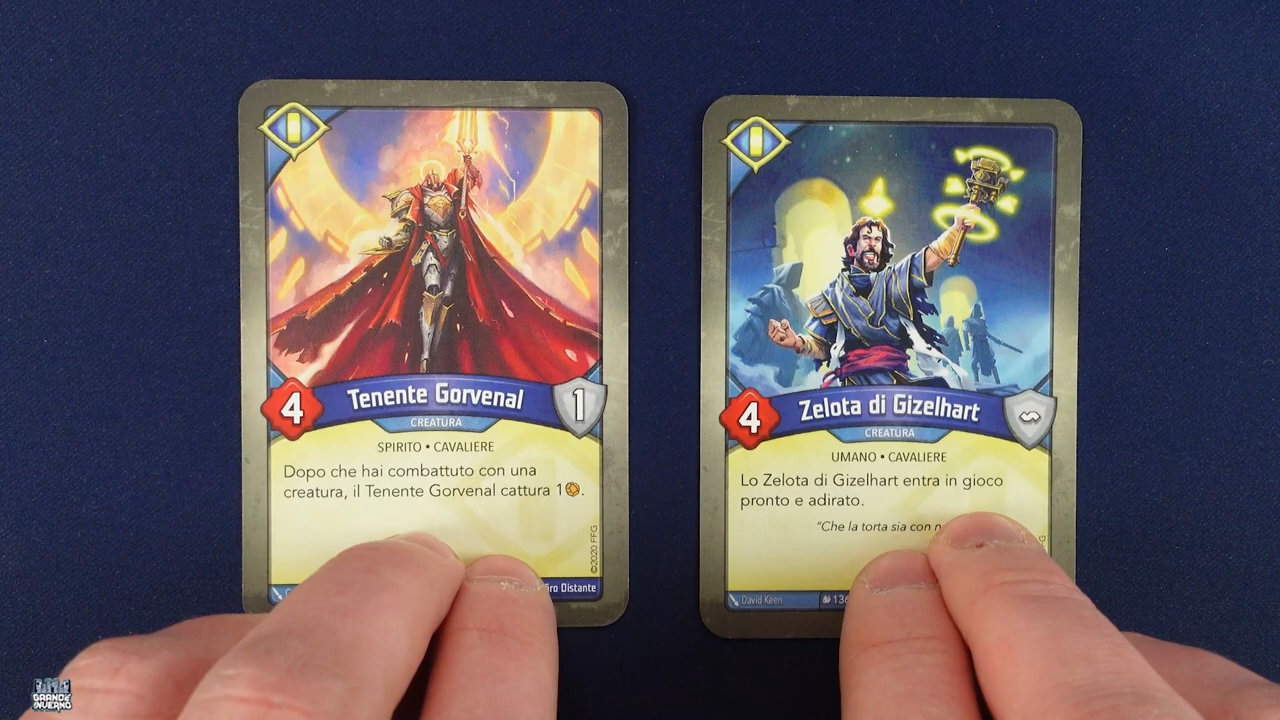 4
Tenente Gorvenal
1
CREATURA
SPIRITO • CAVALIERE
Dopo che hai combattuto con una
creatura, il Tenente Gorvenal cattura 1
©2020 FFG
Distante
4
Zelota di Gizelhart
CREATURA
UMANO • CAVALIERE
Lo Zelota di Gizelhart entra in gioco
pronto e adirato.
"Che la torta sia con
David Keen
GRANDE
INVERNO